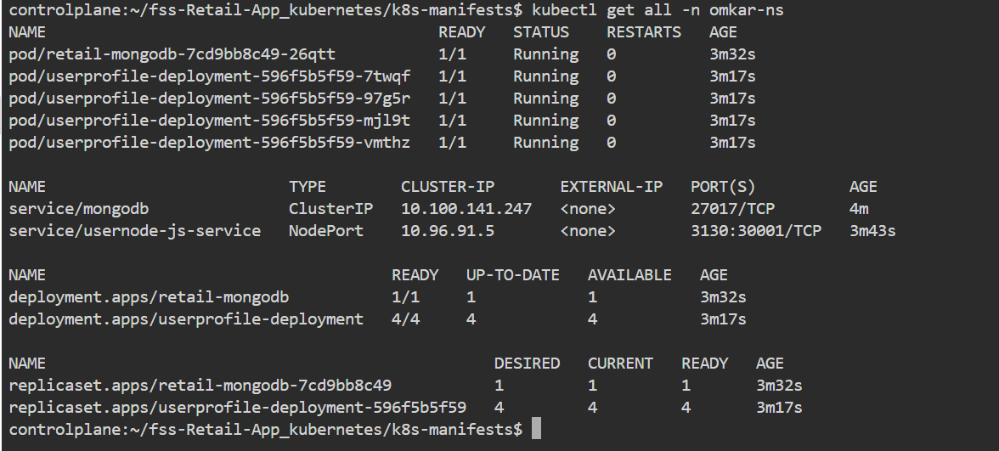 controlplane:~/fss-Retail-App_kubernetes/k8s-manifests$ kubectl get all -n omkar-ns
NAME READY STATUS RESTARTS AGE
pod/retail-mongodb-7cd9bb8c49-26qtt 1/1 Running 0 3m32s
pod/userprofile-deployment-596f5b5f59-7twqf 1/1 Running 0 3m17s
pod/userprofile-deployment-596f5b5f59-97g5r 1/1 Running 0 3m17s
pod/userprofile-deployment-596f5b5f59-mjl9t 1/1 Running 0 3m17s
pod/userprofile-deployment-596f5b5f59-vmthz 1/1 Running 0 3m17s
NAME TYPE CLUSTER-IP EXTERNAL-IP PORT(S) AGE
service/mongodb ClusterIP 10.100.141.247 <none> 27017/TCP 4m
service/usernode-js-service NodePort 10.96.91.5 <none> 3130:30001/TCP 3m43s
NAME READY UP-TO-DATE AVAILABLE AGE
deployment.apps/retail-mongodb 1/1 1 1 3m32s
deployment.apps/userprofile-deployment 4/4 4 4 3m17s
NAME DESIRED CURRENT READY AGE
replicaset.apps/retail-mongodb-7cd9bb8c49 1 1 1 3m32s
replicaset.apps/userprofile-deployment-596f5b5f59 4 4 4 3m17s
controlplane:~/fss-Retail-App_kubernetes/k8s-manifests$